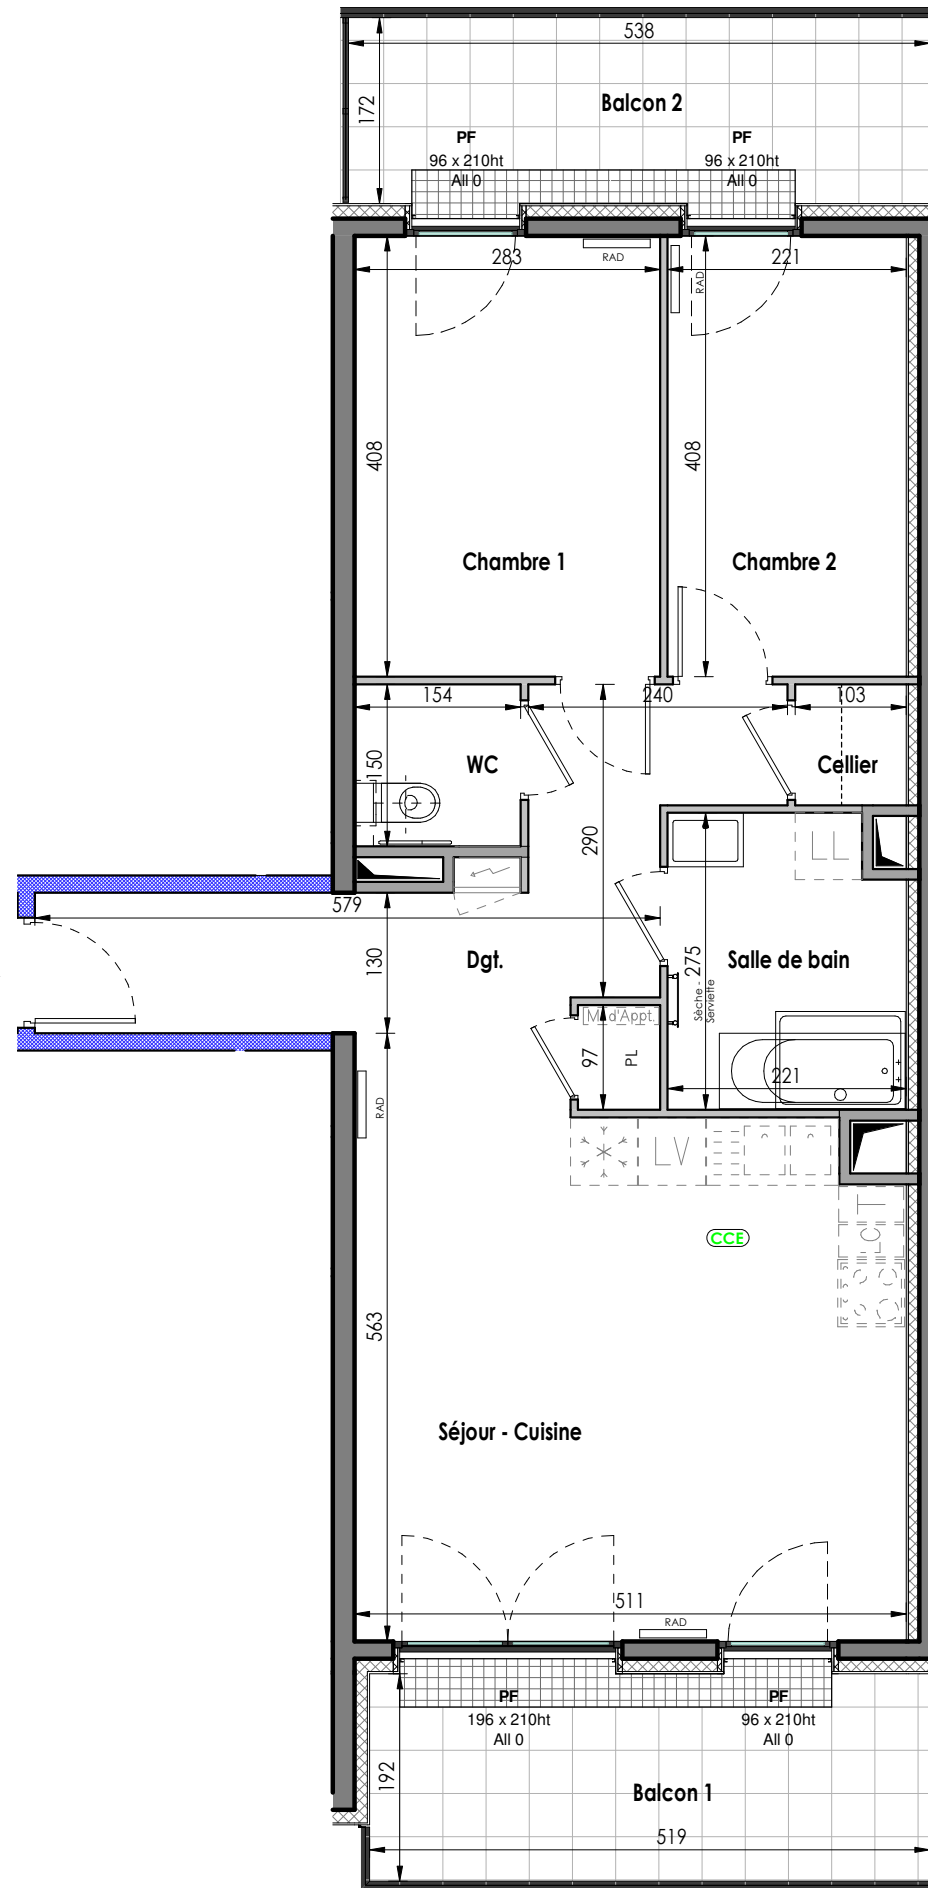 538
172
Balcon 2
PF
96 x 210ht
All 0
PF
96 x 210ht
All 0
283
RAD
221
RAD
408
408
Chambre 1
Chambre 2
154
240
103
150
WC
Cellier
290
LL
579
130
Dgt.
275
Sèche -
Serviette
Salle de bain
M d'Appt.
97
PL
221
RAD
LV
CCE
T
563
Séjour - Cuisine
511
RAD
PF
196 x 210ht
All 0
PF
96 x 210ht
All 0
192
Balcon 1
519